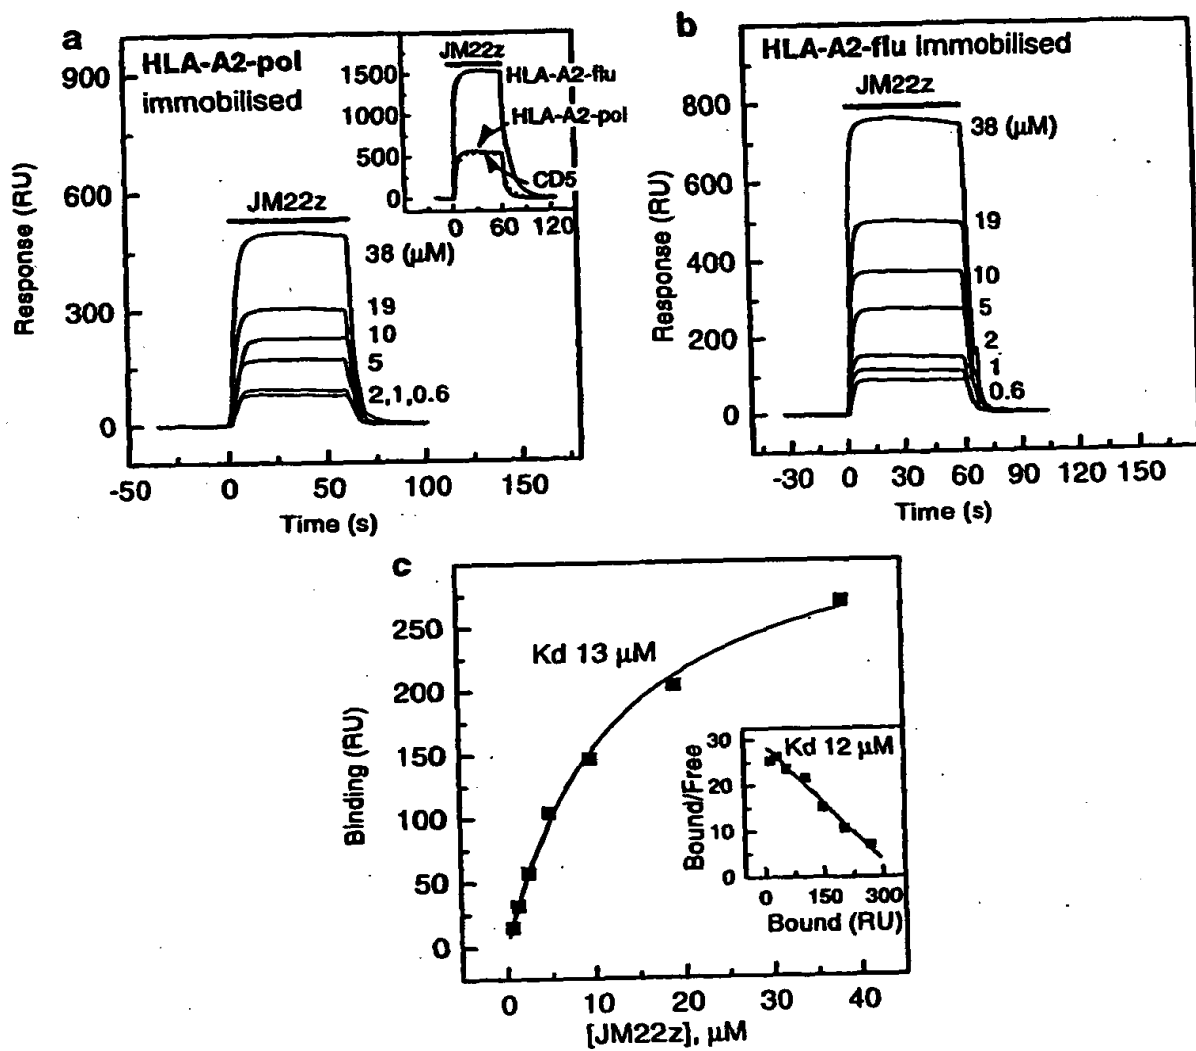 a
HLA-A2-pol
immobilised
900
600
300
0
Response (RU)
JM22z
38 (μM)
19
10
5
2,1,0.6
-50 0 50 100 150
Time (s)
JM22z
1500
1000
500
0
HLA-A2-flu
HLA-A2-pol
CD5
0 60 120
b
HLA-A2-flu immobilised
JM22z
800
600
400
200
0
Response (RU)
38 (μM)
19
10
5
2
1
0.6
-30 0 30 60 90 120 150
Time (s)
c
Kd 13 μM
250
200
150
100
50
0
Binding (RU)
0 10 20 30 40
[JM22z], μM
Kd 12 μM
30
20
10
0
Bound/Free
0 150 300
Bound (RU)